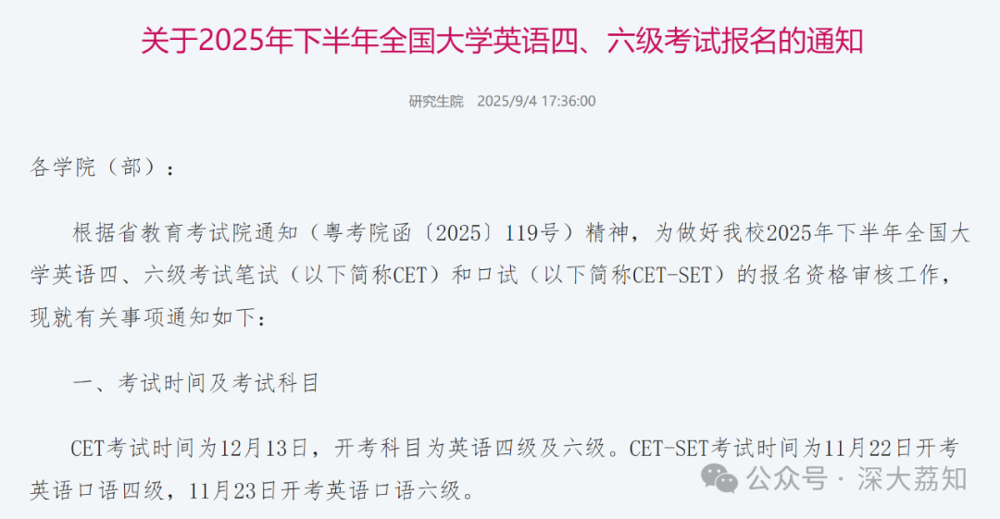 关于2025年下半年全国大学英语四、六级考试报名的通知
研究生院 2025/9/4 17:36:00
各学院（部）：
根据省教育考试院通知（粤考院函〔2025〕119号）精神，为做好我校2025年下半年全国大
学英语四、六级考试笔试（以下简称CET）和口试（以下简称CET-SET）的报名资格审核工作，
现就有关事项通知如下：
一、考试时间及考试科目
CET考试时间为12月13日，开考科目为英语四级及六级。CET-SET考试时间为11月22日开考
英语口语四级，11月23日开考英语口语六级。
公众号·深大荔知